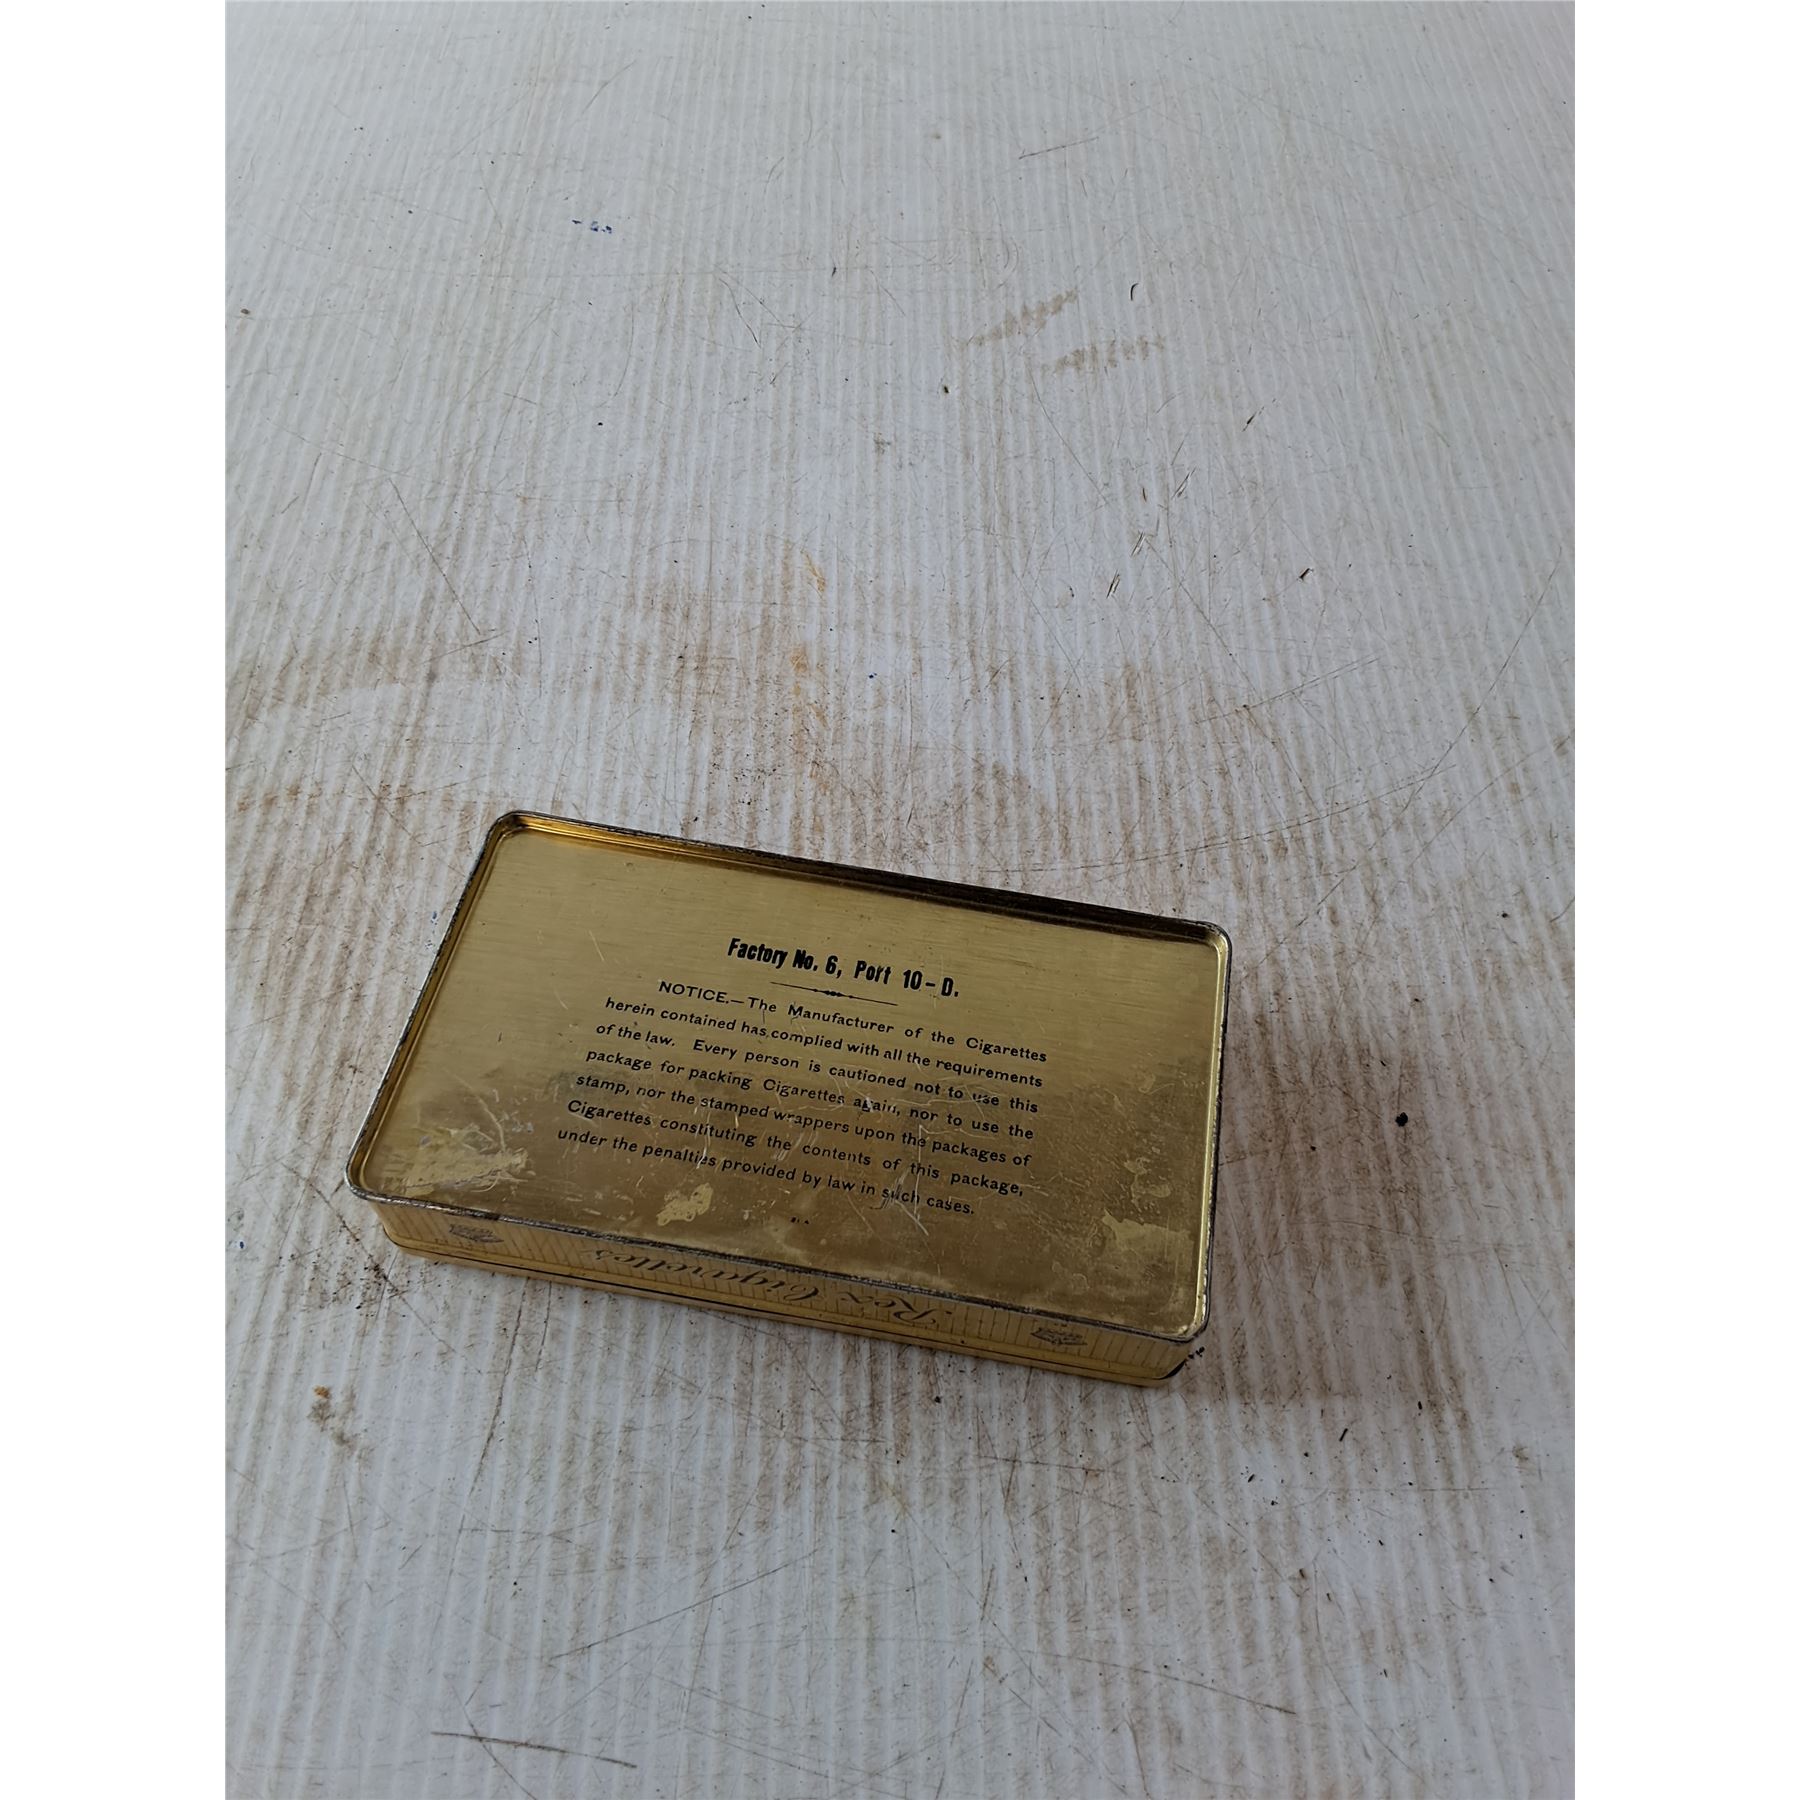 Factory No. 6, Port 10-D.
NOTICE.—The Manufacturer of the Cigarettes
herein contained has complied with all the requirements
of the law. Every person is cautioned not to use this
package for packing Cigarettes again, nor to use the
stamp, nor the stamped wrappers upon the packages of
Cigarettes constituting the contents of this package,
under the penalties provided by law in such cases.
Rex Cigarettes